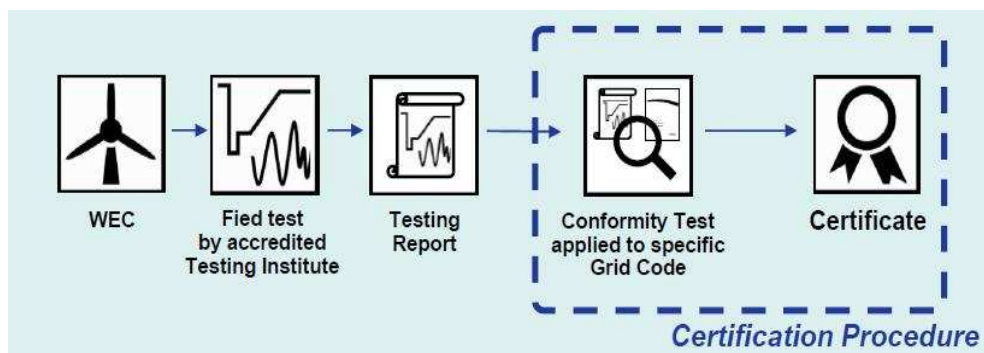 WEC
Fied test
by accredited
Testing Institute
Testing
Report
Conformity Test
applied to specific
Grid Code
Certificate
Certification Procedure